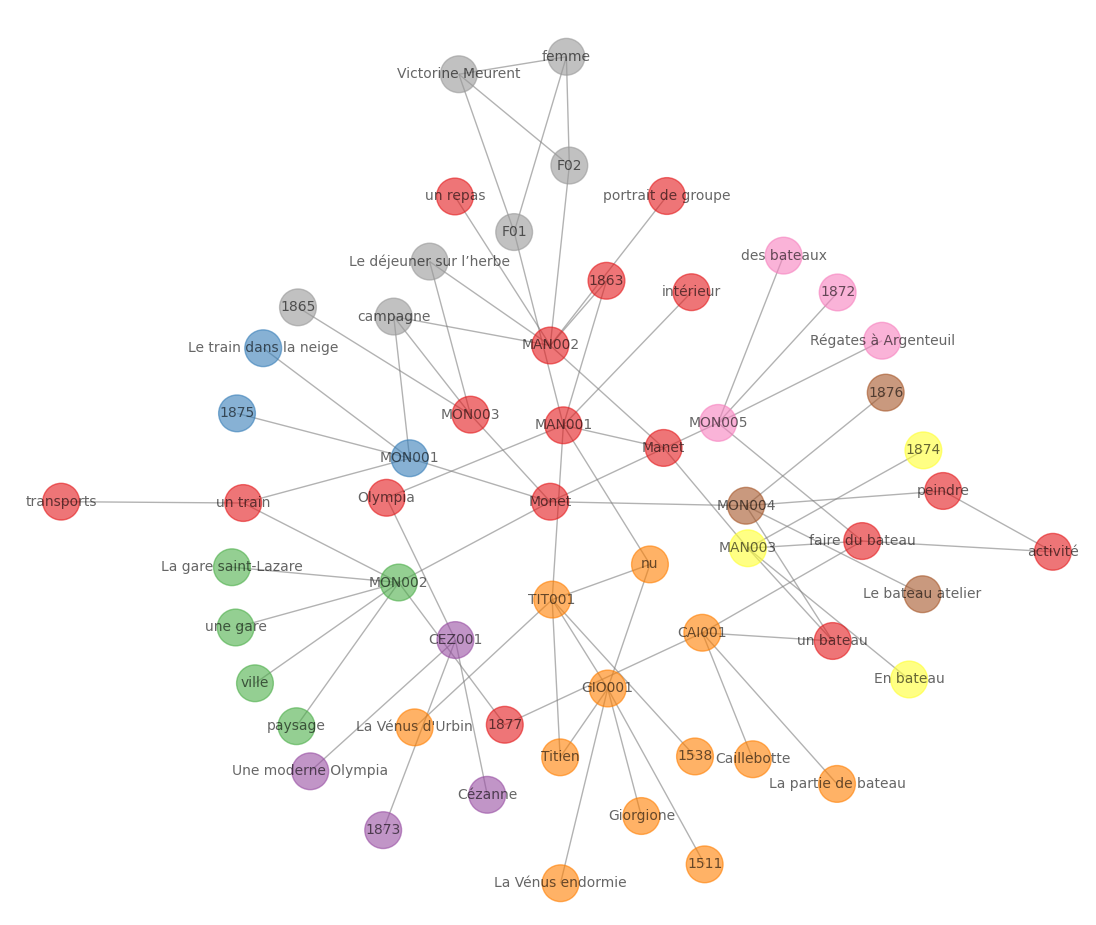 femme
Victorine Meurent
F02
un repas
portrait de groupe
F01
Le déjeuner sur l’herbe
des bateaux
1863
intérieur
1872
1865
campagne
Régates à Argenteuil
MAN002
Le train dans la neige
1876
1875
MON003
MON005
MAN001
Manet
1874
MON001
peindre
Olympia
transports
un train
Monet
MON004
faire du bateau
MAN003
activité
nu
La gare saint-Lazare
MON002
Le bateau atelier
TIT001
une gare
CAI001
CEZ001
un bateau
En bateau
ville
GIO001
paysage
La Vénus d'Urbin
1877
Titien
1538
Caillebotte
Une moderne Olympia
La partie de bateau
Cézanne
Giorgione
1873
1511
La Vénus endormie